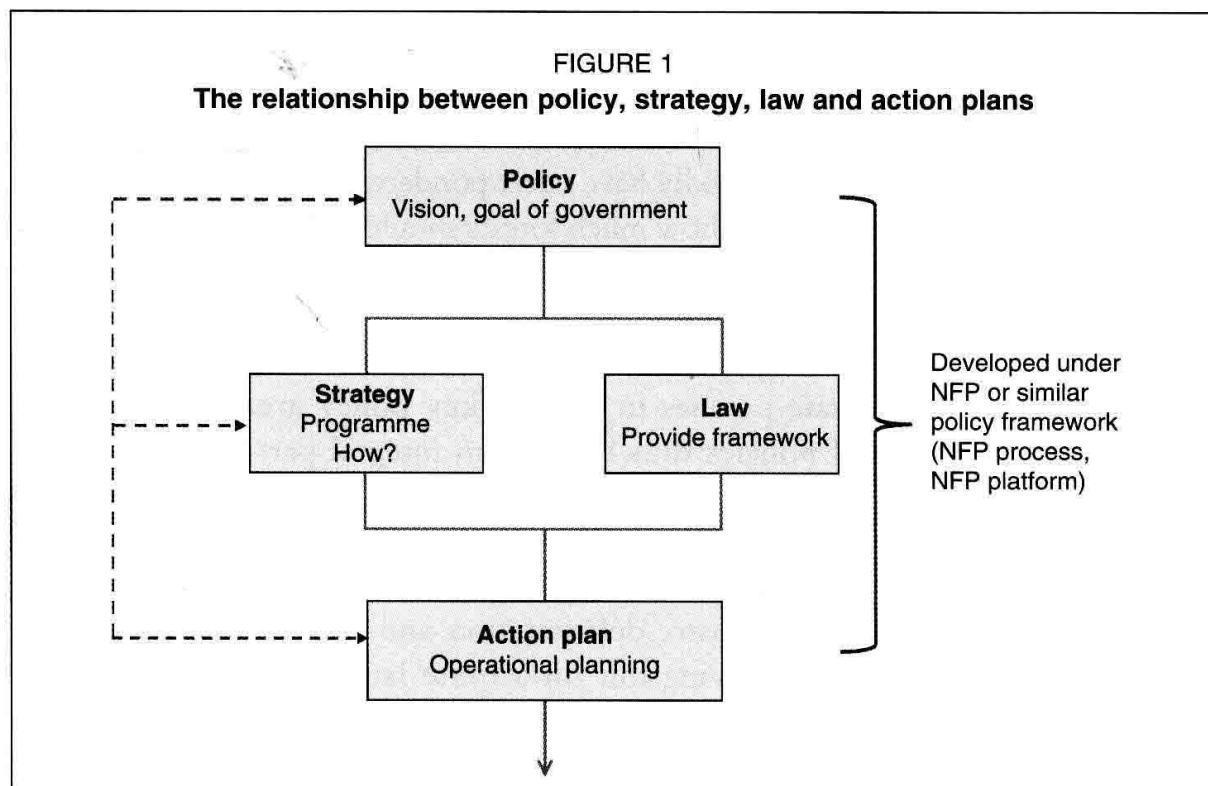 FIGURE 1
The relationship between policy, strategy, law and action plans
Policy
Vision, goal of government
Strategy
Programme
How?
Law
Provide framework
Developed under
NFP or similar
policy framework
(NFP process,
NFP platform)
Action plan
Operational planning